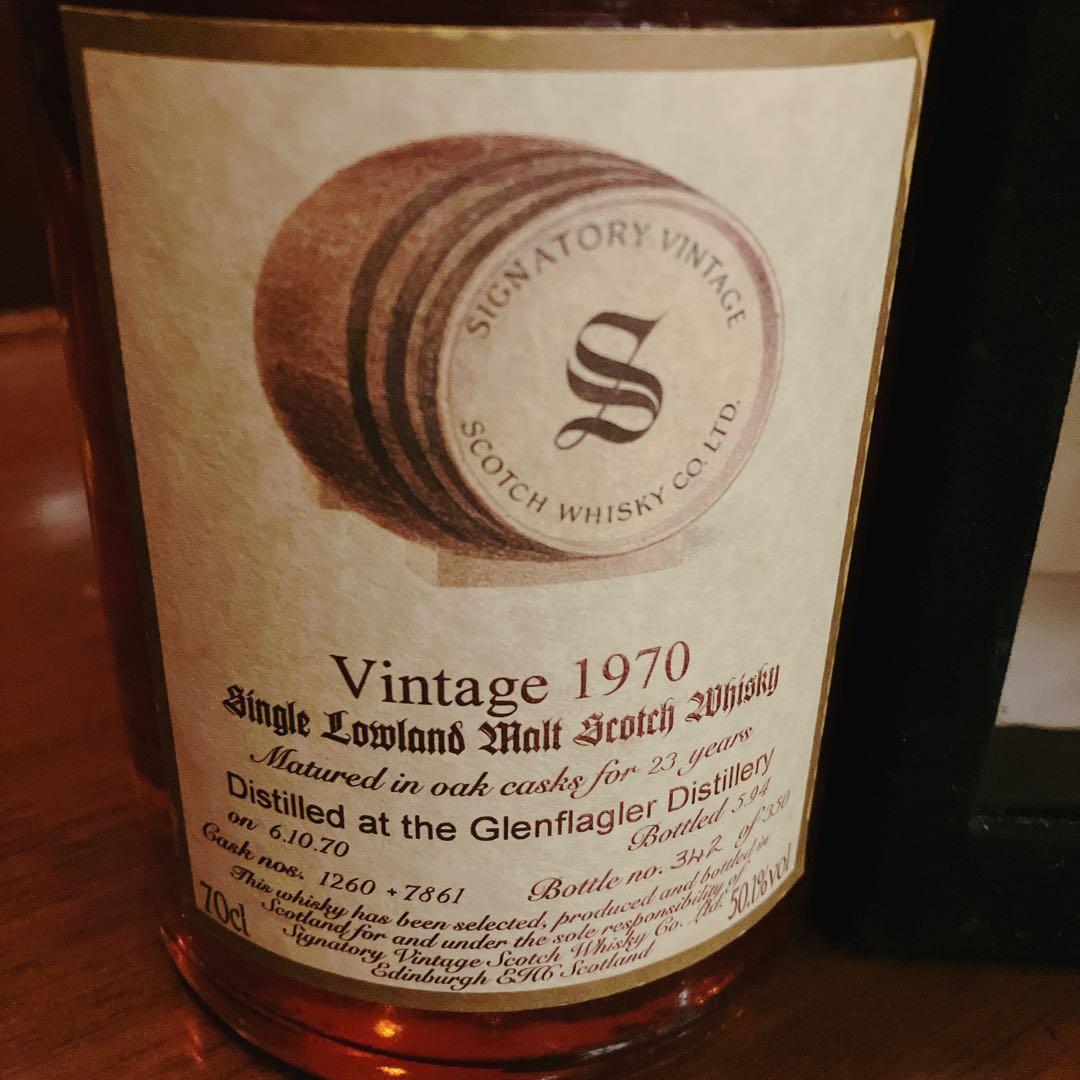 SIGNATORY VINTAGE
S
SCOTCH WHISKY CO. LTD.
Vintage 1970
Single Lowland Malt Scotch Whisky
Matured in oak casks for 23 years
Distilled at the Glenflagler Distillery
on 6.10.70 Bottled 5.94
Cask nos. 1260 + 7861 Bottle no. 342 of 350
This whisky has been selected, produced and bottled in
Scotland for and under the sole responsibility of
Signatory Vintage Scotch Whisky Co. Ltd.
Edinburgh EH6 Scotland
70cl 50.1%vol